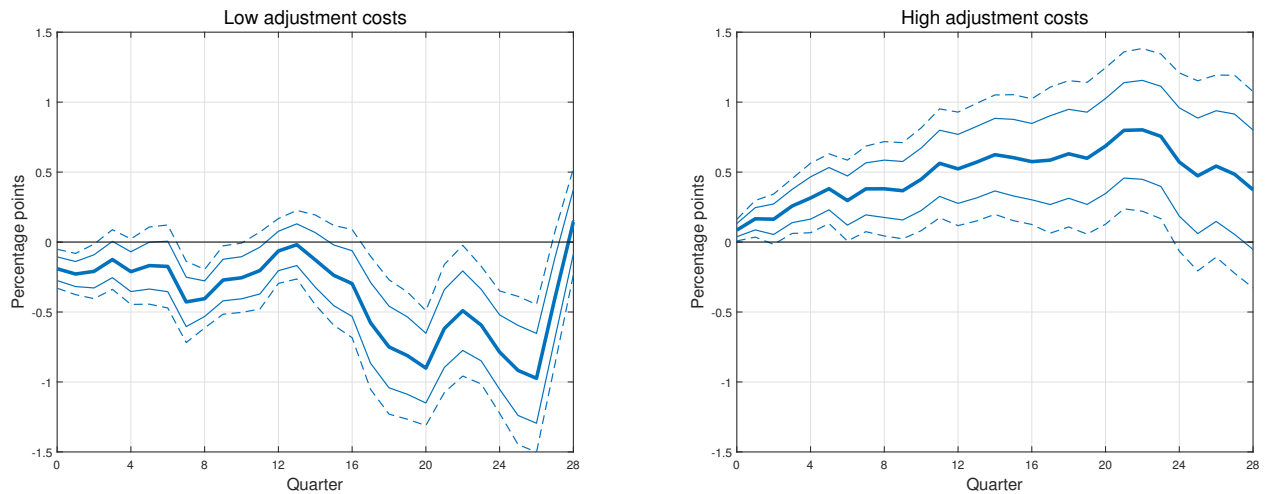 Low adjustment costs
1.5
1
0.5
0
-0.5
-1
-1.5
Percentage points
0 4 8 12 16 20 24 28
Quarter
High adjustment costs
1.5
1
0.5
0
-0.5
-1
-1.5
Percentage points
0 4 8 12 16 20 24 28
Quarter